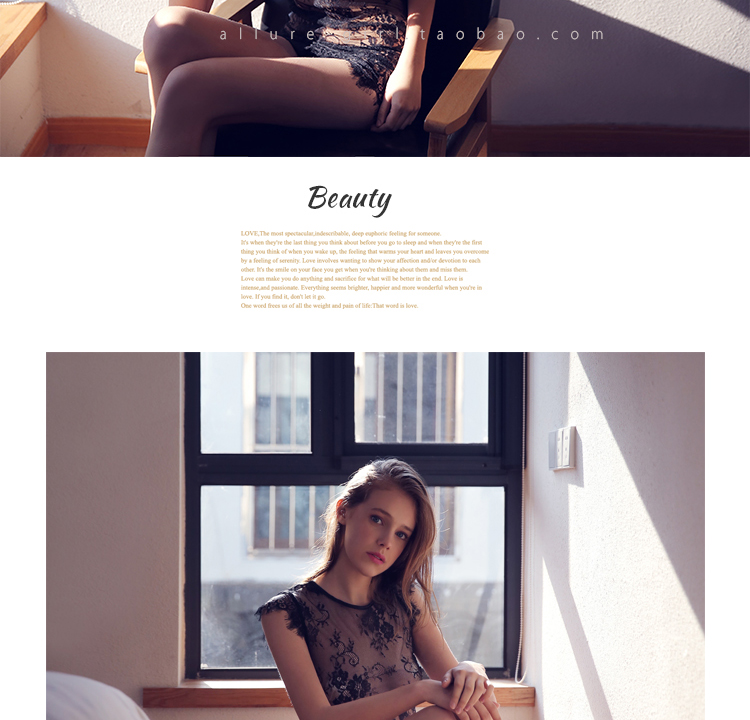 taobao.com
Beauty
LOVE,The most spectacular,indescribable, deep euphoric feeling for someone.
It's when they're the last thing you think about before you go to sleep and when they're the first
thing you think of when you wake up, the feeling that warms your heart and leaves you overcome
by a feeling of serenity. Love involves wanting to show your affection and/or devotion to each
other. It's the smile on your face you get when you're thinking about them and miss them.
Love can make you do anything and sacrifice for what will be better in the end. Love is
intense,and passionate. Everything seems brighter, happier and more wonderful when you're in
love. If you find it, don't let it go.
One word frees us of all the weight and pain of life:That word is love.